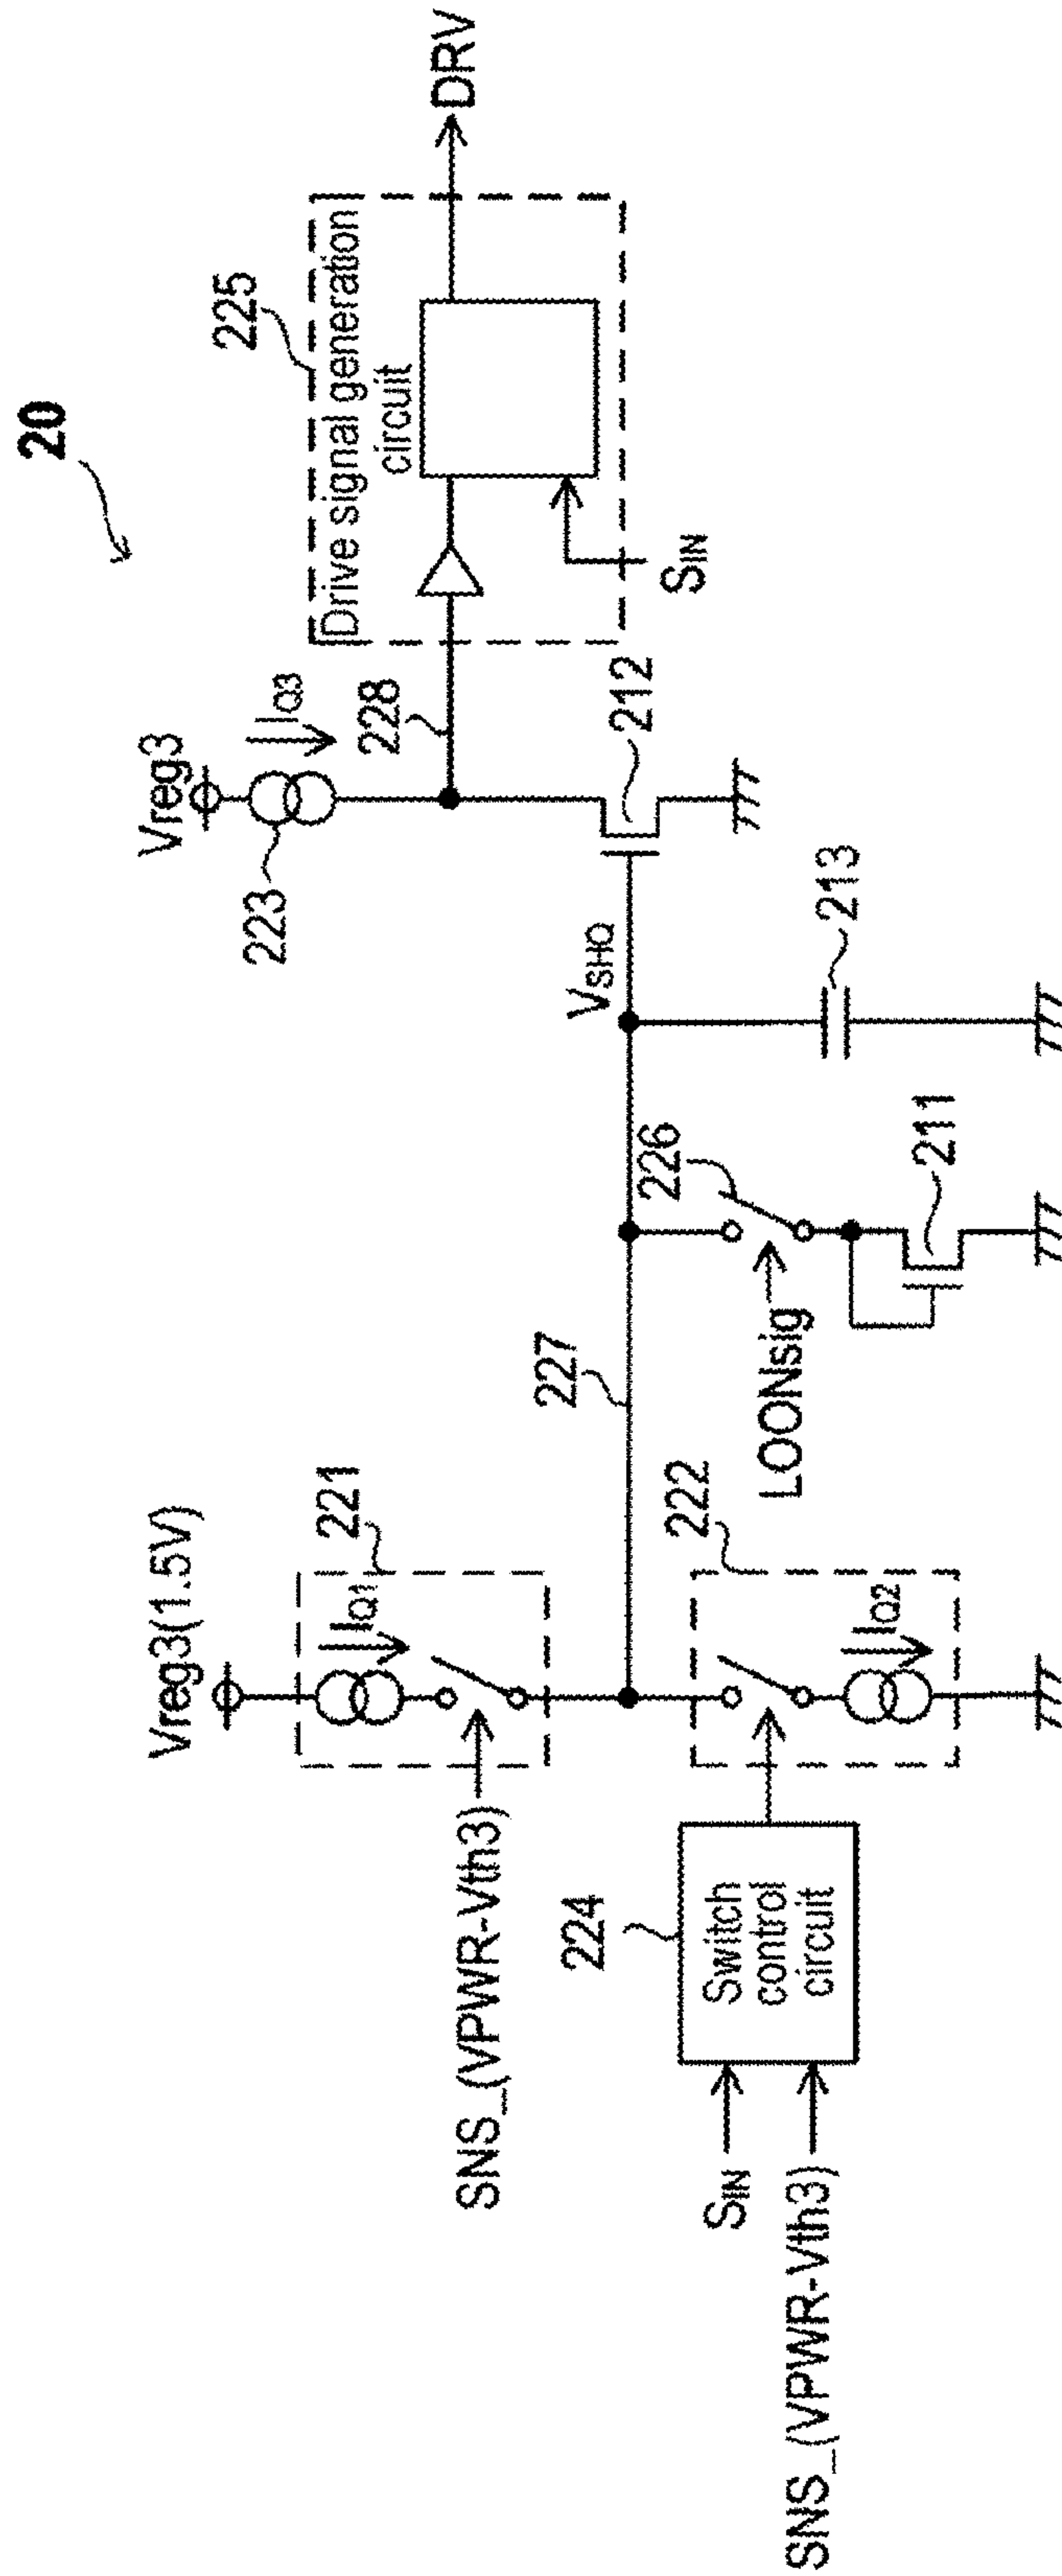 20
Vreg3(1.5V)
221
IQ1
SNS_(VPWR-Vth3)
Vreg3
223
IQ3
228
225
Drive signal generation
circuit
DRV
SIN
227
VSHQ
212
224
Switch
control
circuit
SIN
SNS_(VPWR-Vth3)
222
IQ2
226
LOONsig
211
213